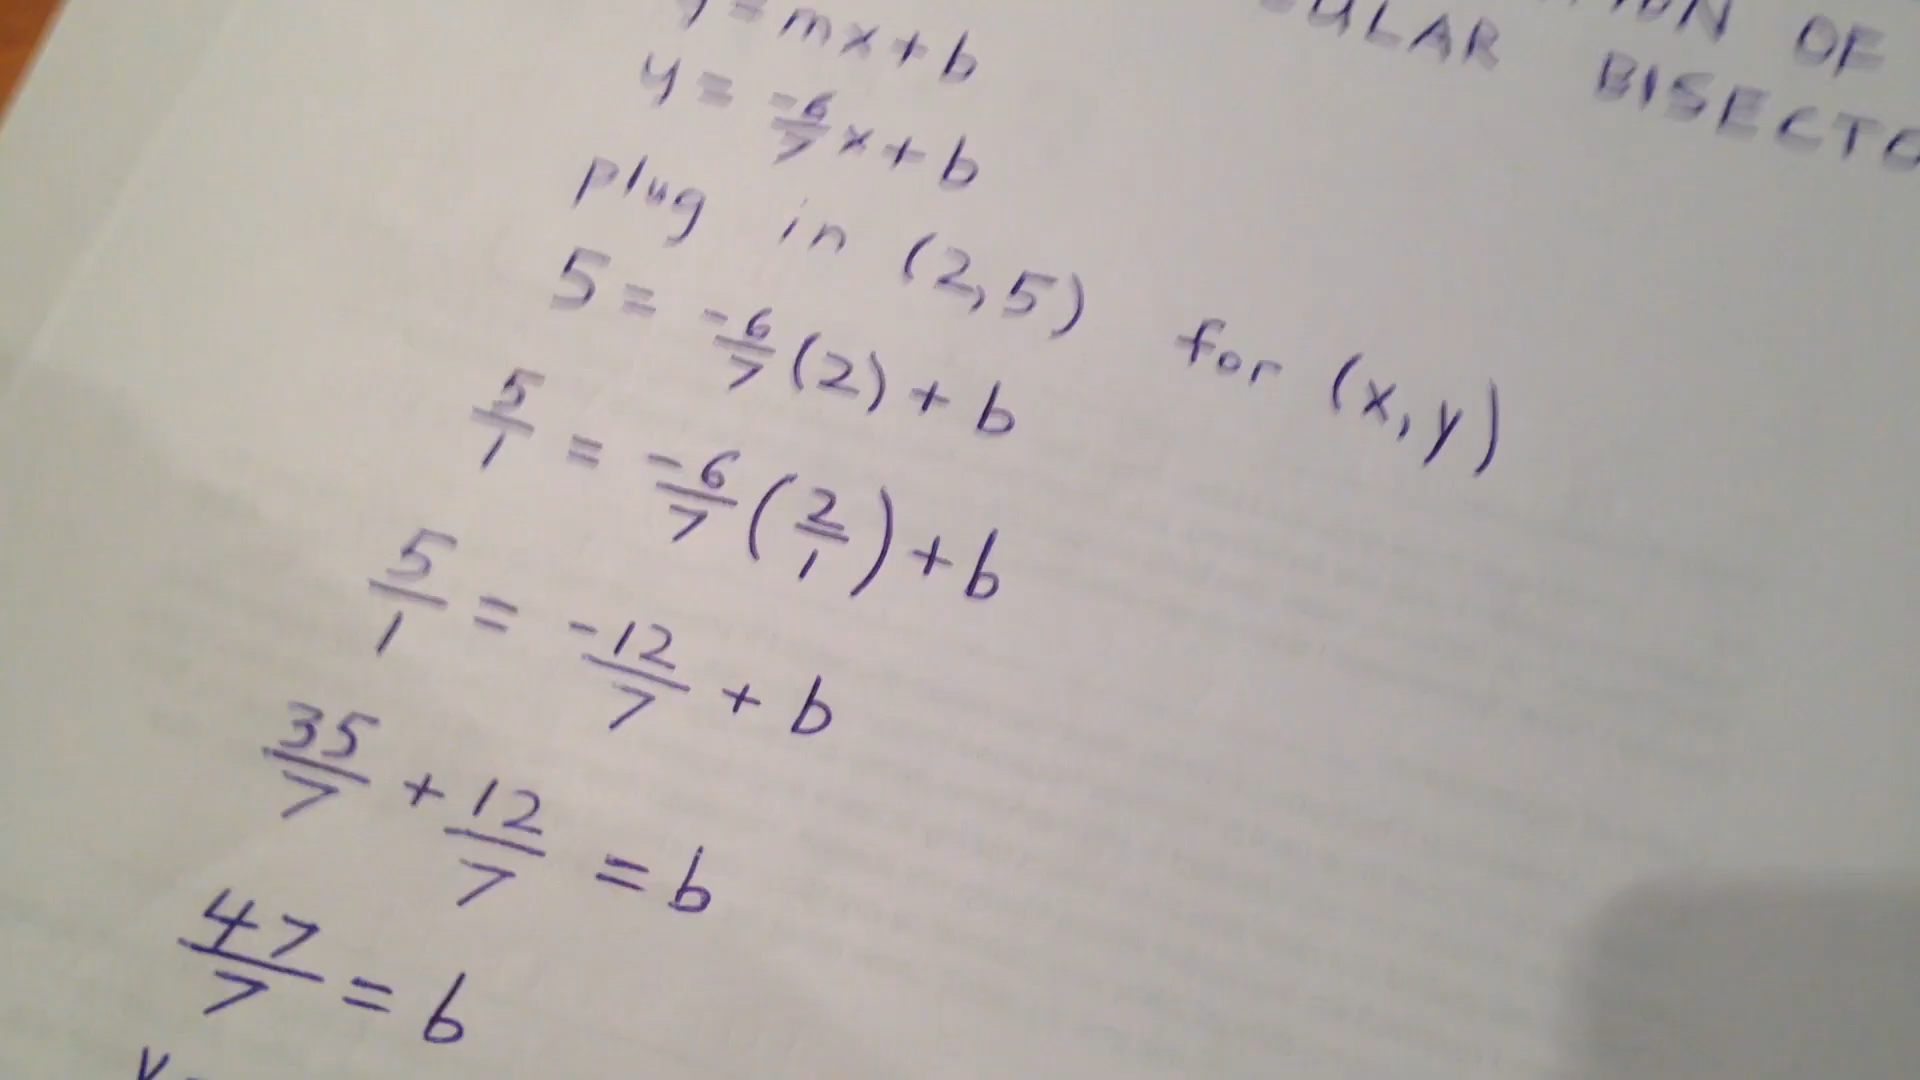 OF
BISECTO
y = mx + b
y = -6/7 x + b
plug in (2,5) for (x,y)
5 = -6/7 (2) + b
5/1 = -6/7 (2/1) + b
5/1 = -12/7 + b
35/7 + 12/7 = b
47/7 = b